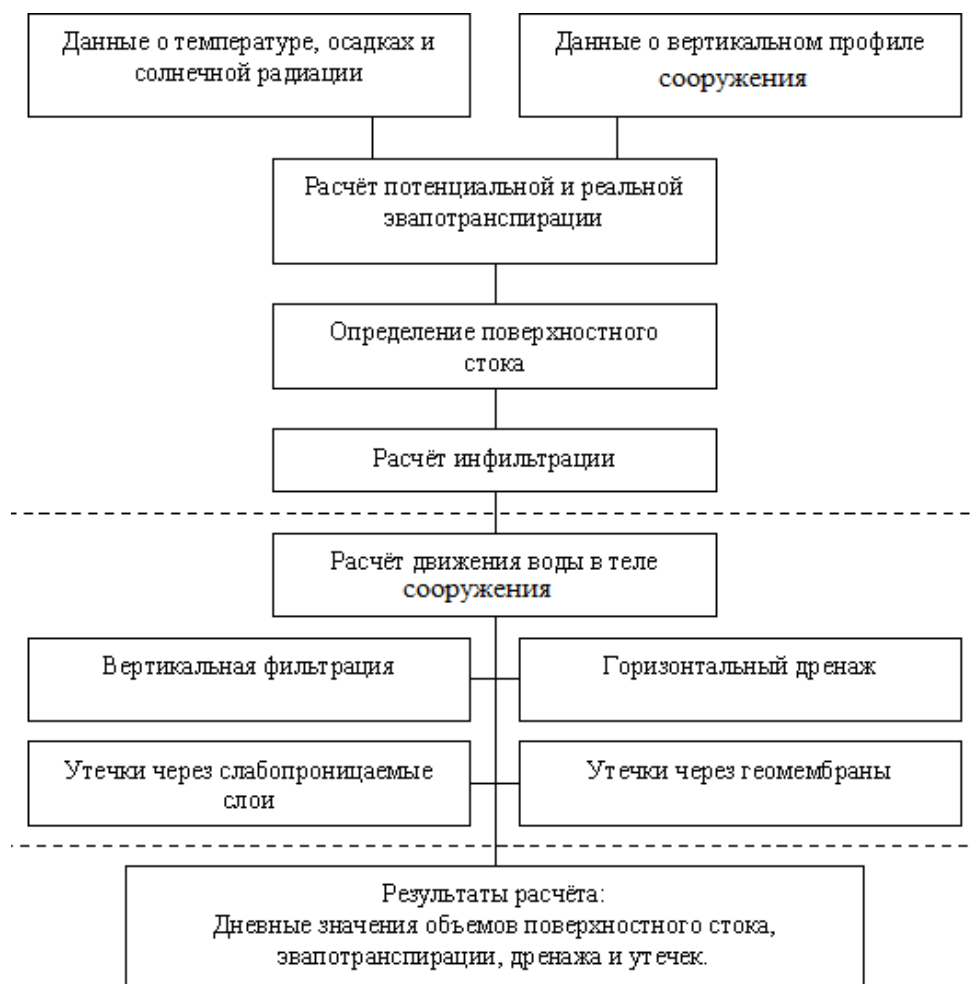 Данные о температуре, осадках и
солнечной радиации
Данные о вертикальном профиле
сооружения
Расчёт потенциальной и реальной
эвапотранспирации
Определение поверхностного
стока
Расчёт инфильтрации
Расчёт движения воды в теле
сооружения
Вертикальная фильтрация
Горизонтальный дренаж
Утечки через слабопроницаемые
слои
Утечки через геомембраны
Результаты расчёта:
Дневные значения объемов поверхностного стока,
эвапотранспирации, дренажа и утечек.